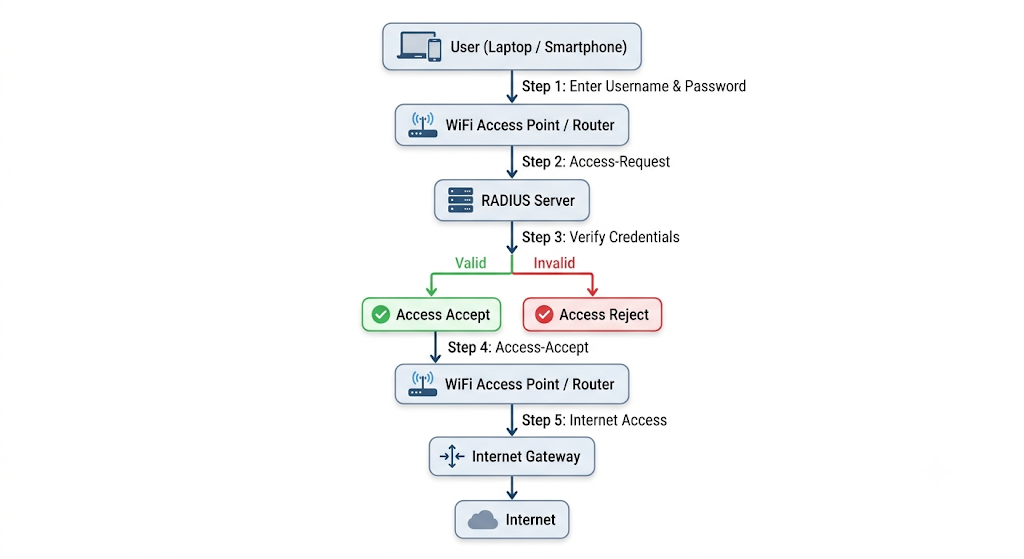 User (Laptop / Smartphone)
Step 1: Enter Username & Password
WiFi Access Point / Router
Step 2: Access-Request
RADIUS Server
Step 3: Verify Credentials
Valid
Invalid
Access Accept
Access Reject
Step 4: Access-Accept
WiFi Access Point / Router
Step 5: Internet Access
Internet Gateway
Internet